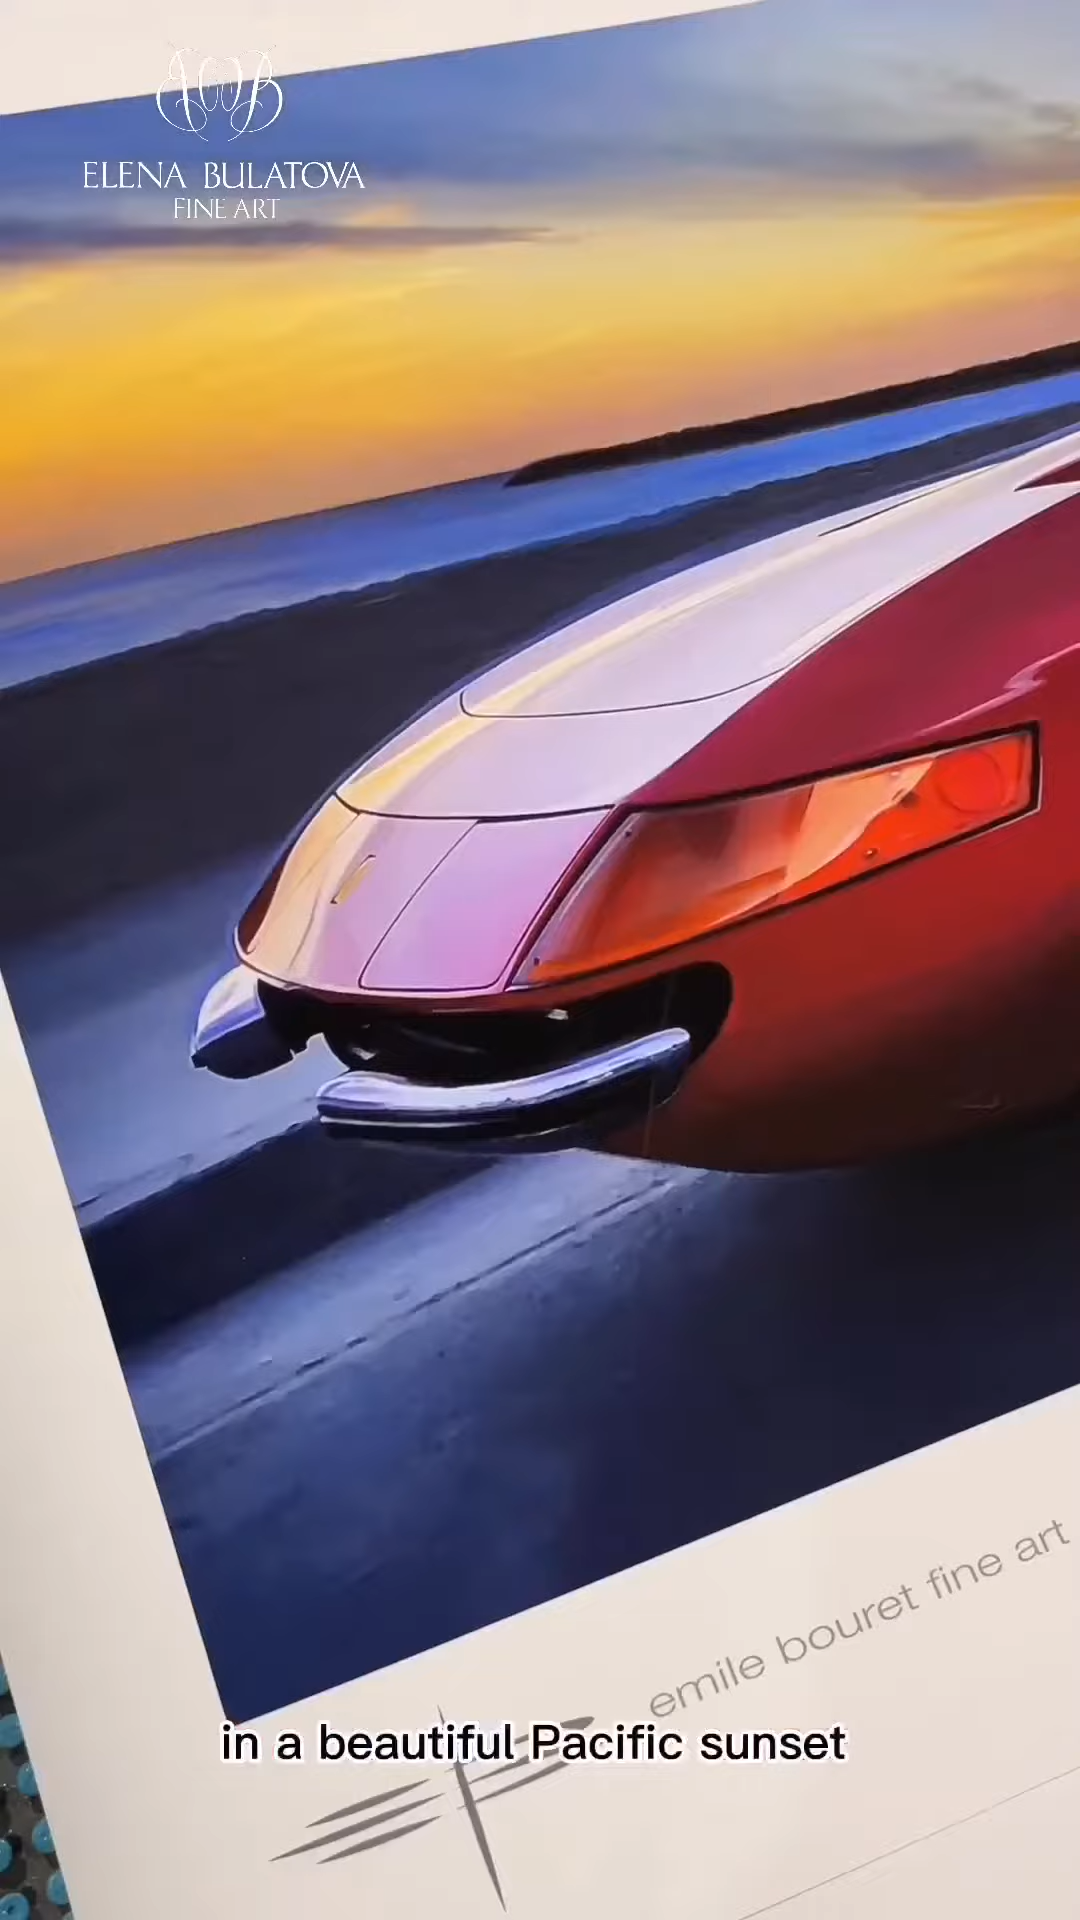 ELENA BULATOVA
FINE ART
emile bouret fine art
in a beautiful Pacific sunset